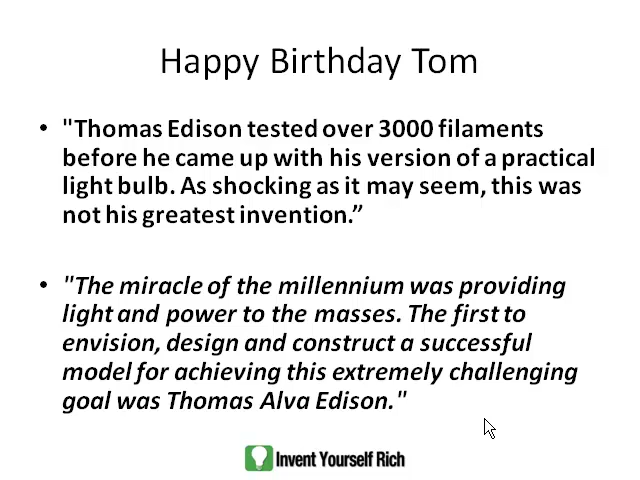 Happy Birthday Tom
• "Thomas Edison tested over 3000 filaments
before he came up with his version of a practical
light bulb. As shocking as it may seem, this was
not his greatest invention.”
• "The miracle of the millennium was providing
light and power to the masses. The first to
envision, design and construct a successful
model for achieving this extremely challenging
goal was Thomas Alva Edison."
Invent Yourself Rich